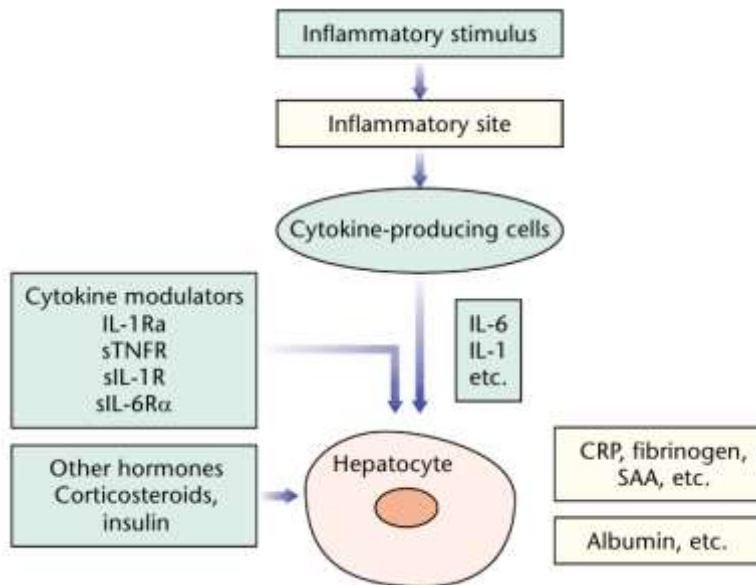 Inflammatory stimulus
Inflammatory site
Cytokine-producing cells
Cytokine modulators
IL-1Ra
sTNFR
sIL-1R
sIL-6Rα
IL-6
IL-1
etc.
Other hormones
Corticosteroids,
insulin
Hepatocyte
CRP, fibrinogen,
SAA, etc.
Albumin, etc.